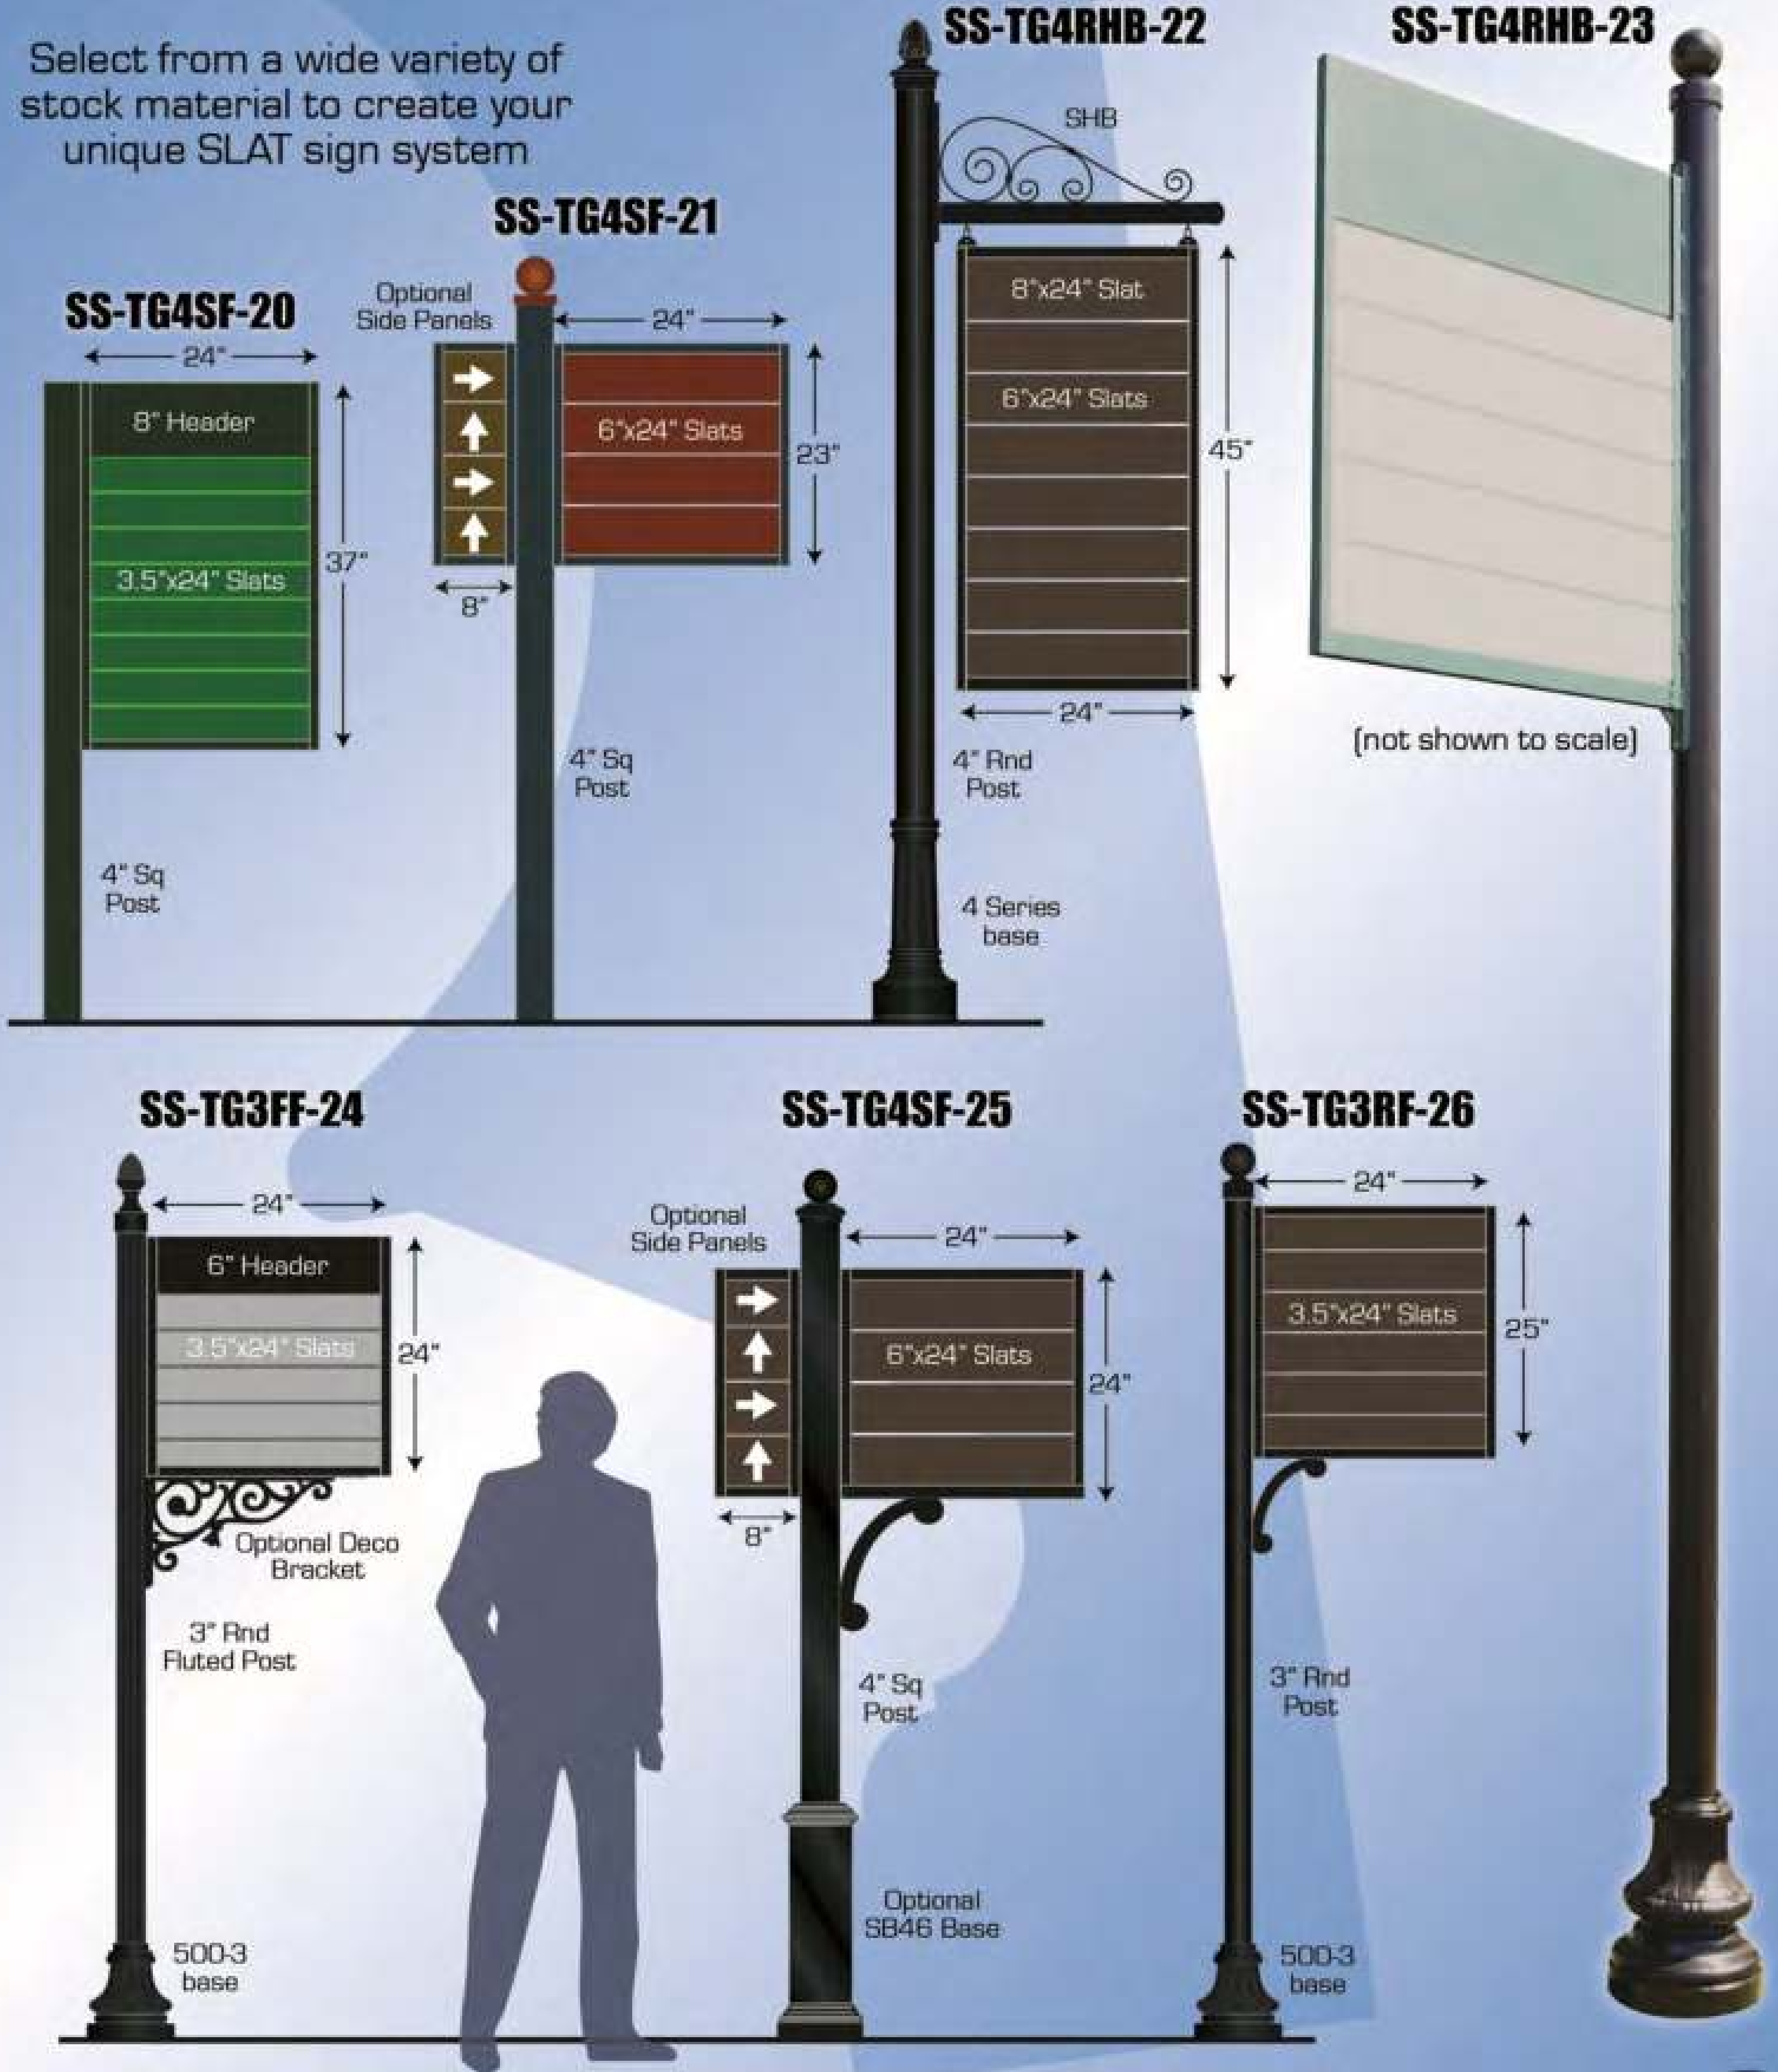 Select from a wide variety of
stock material to create your
unique SLAT sign system
SS-TG4SF-20
24"
8" Header
3.5"x24" Slats
37"
4" Sq
Post
SS-TG4SF-21
Optional
Side Panels
24"
6"x24" Slats
23"
8"
4" Sq
Post
SS-TG4RHB-22
SHB
8"x24" Slat
6"x24" Slats
45"
24"
4" Rnd
Post
4 Series
base
SS-TG4RHB-23
(not shown to scale)
SS-TG3FF-24
24"
6" Header
3.5"x24" Slats
24"
Optional Deco
Bracket
3" Rnd
Fluted Post
500-3
base
SS-TG4SF-25
Optional
Side Panels
24"
6"x24" Slats
24"
8"
4" Sq
Post
Optional
SB46 Base
SS-TG3RF-26
24"
3.5"x24" Slats
25"
3" Rnd
Post
500-3
base